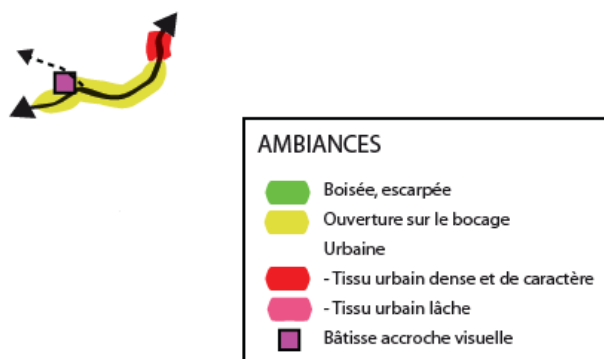 AMBIANCES
Boisée, escarpée
Ouverture sur le bocage
Urbaine
- Tissu urbain dense et de caractère
- Tissu urbain lâche
Bâtisse accroche visuelle